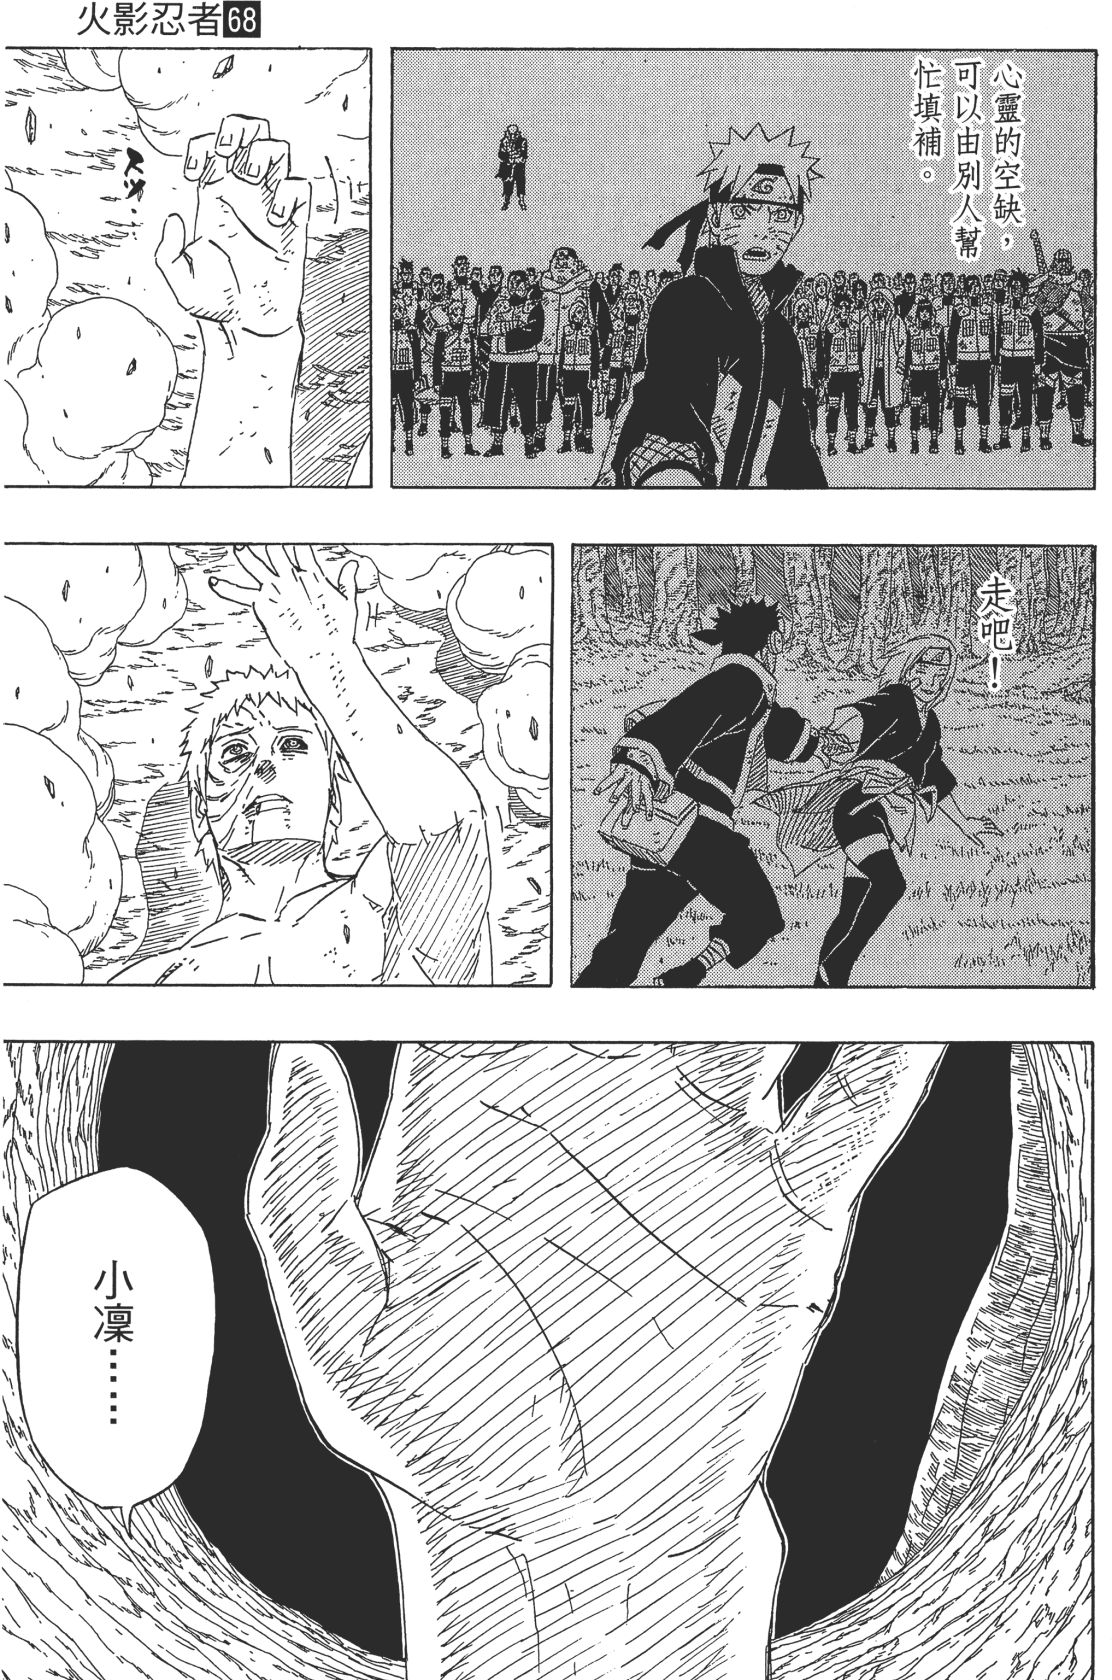 火影忍者68
心靈的空缺，
可以由別人幫
忙填補。
スッ…
走吧！
小凜……